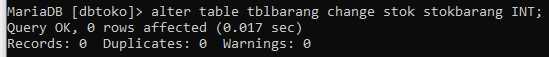 MariaDB [dbtoko]> alter table tblbarang change stok stokbarang INT;
Query OK, 0 rows affected (0.017 sec)
Records: 0  Duplicates: 0  Warnings: 0